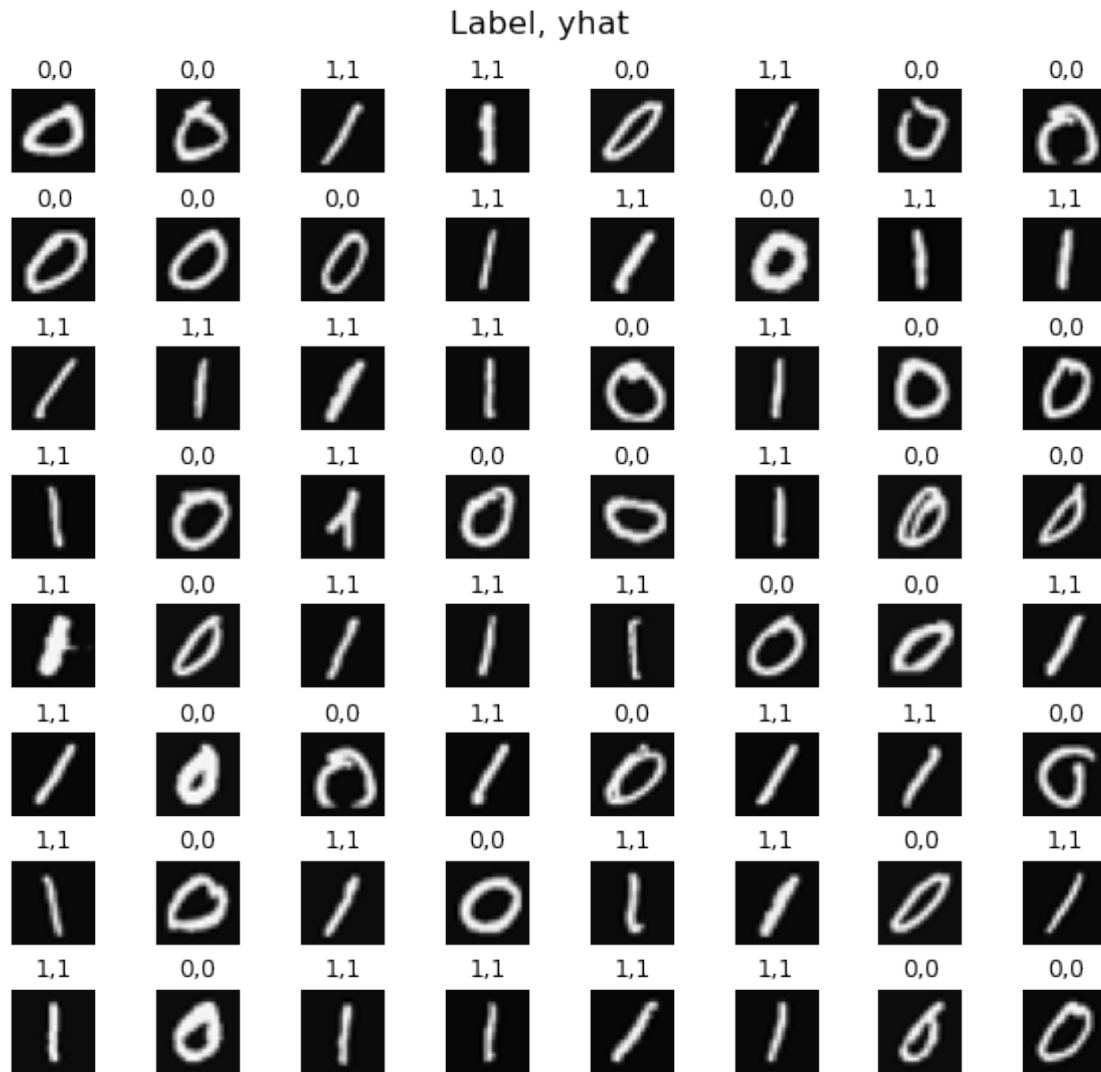 Label, yhat
0,0 0,0 1,1 1,1 0,0 1,1 0,0 0,0
0,0 0,0 0,0 1,1 1,1 0,0 1,1 1,1
1,1 1,1 1,1 1,1 0,0 1,1 0,0 0,0
1,1 0,0 1,1 0,0 0,0 1,1 0,0 0,0
1,1 0,0 1,1 1,1 1,1 0,0 0,0 1,1
1,1 0,0 0,0 1,1 0,0 1,1 1,1 0,0
1,1 0,0 1,1 0,0 1,1 1,1 0,0 1,1
1,1 0,0 1,1 1,1 1,1 1,1 0,0 0,0